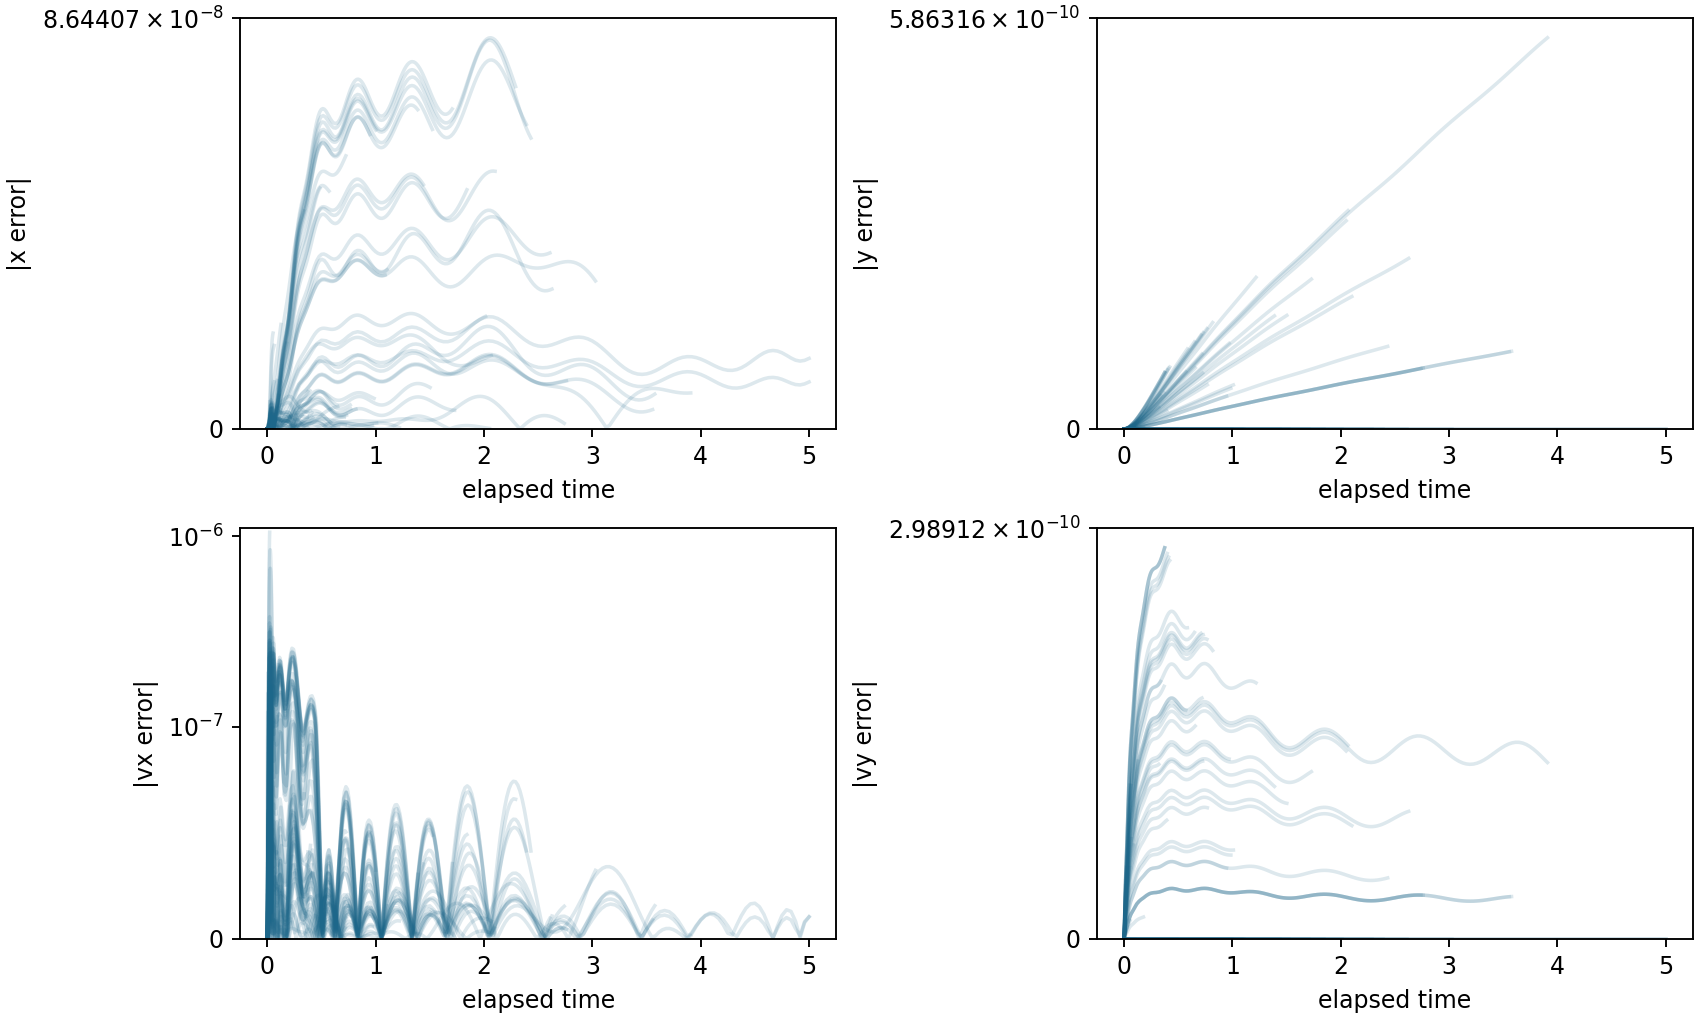 8.64407 × 10⁻⁸
|x error|
0
0 1 2 3 4 5
elapsed time
5.86316 × 10⁻¹⁰
|y error|
0
0 1 2 3 4 5
elapsed time
10⁻⁶
|vx error|
10⁻⁷
0
0 1 2 3 4 5
elapsed time
2.98912 × 10⁻¹⁰
|vy error|
0
0 1 2 3 4 5
elapsed time